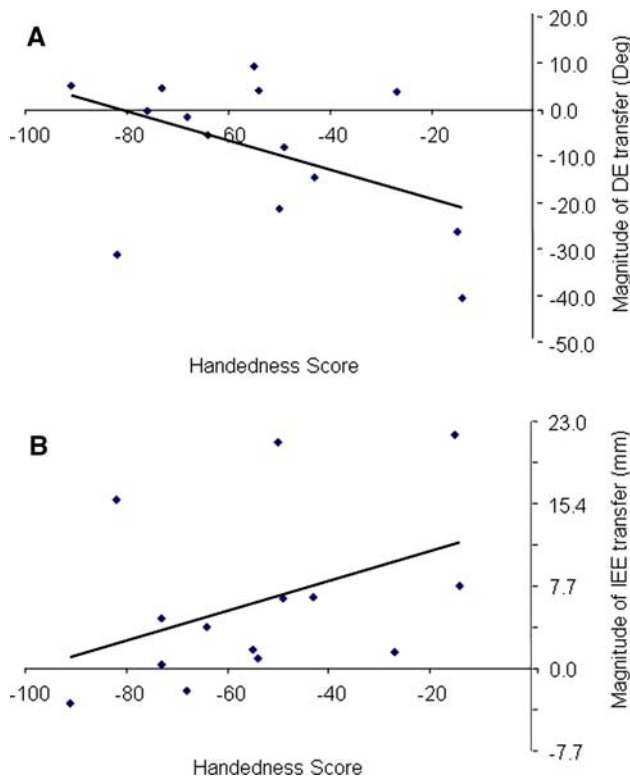 A
20.0
10.0
0.0
-100 -80 -60 -40 -20
-10.0
-20.0
-30.0
-40.0
-50.0
Magnitude of DE transfer (Deg)
Handedness Score
B
23.0
15.4
7.7
0.0
-100 -80 -60 -40 -20
-7.7
Magnitude of IEE transfer (mm)
Handedness Score